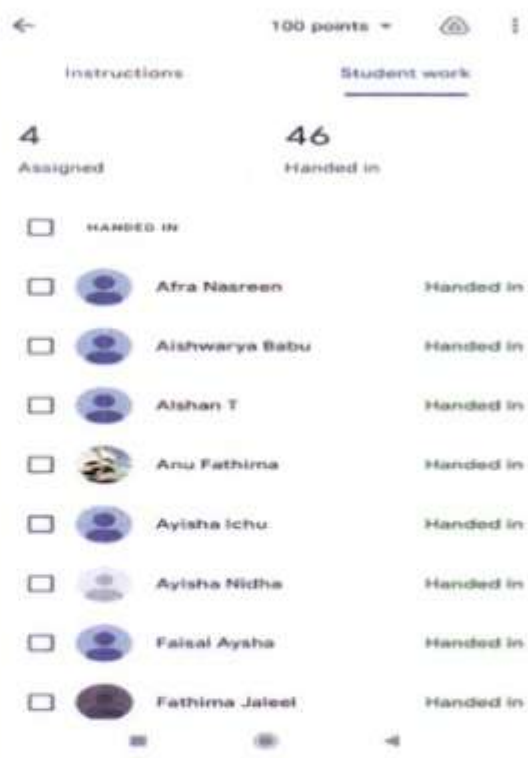 100 points
Instructions Student work
4 46
Assigned Handed in
HANDED IN
Afra Nasreen Handed in
Aishwarya Babu Handed in
Alshan T Handed in
Anu Fathima Handed in
Ayisha Ichu Handed in
Ayisha Nidha Handed in
Faisal Aysha Handed in
Fathima Jaleel Handed in